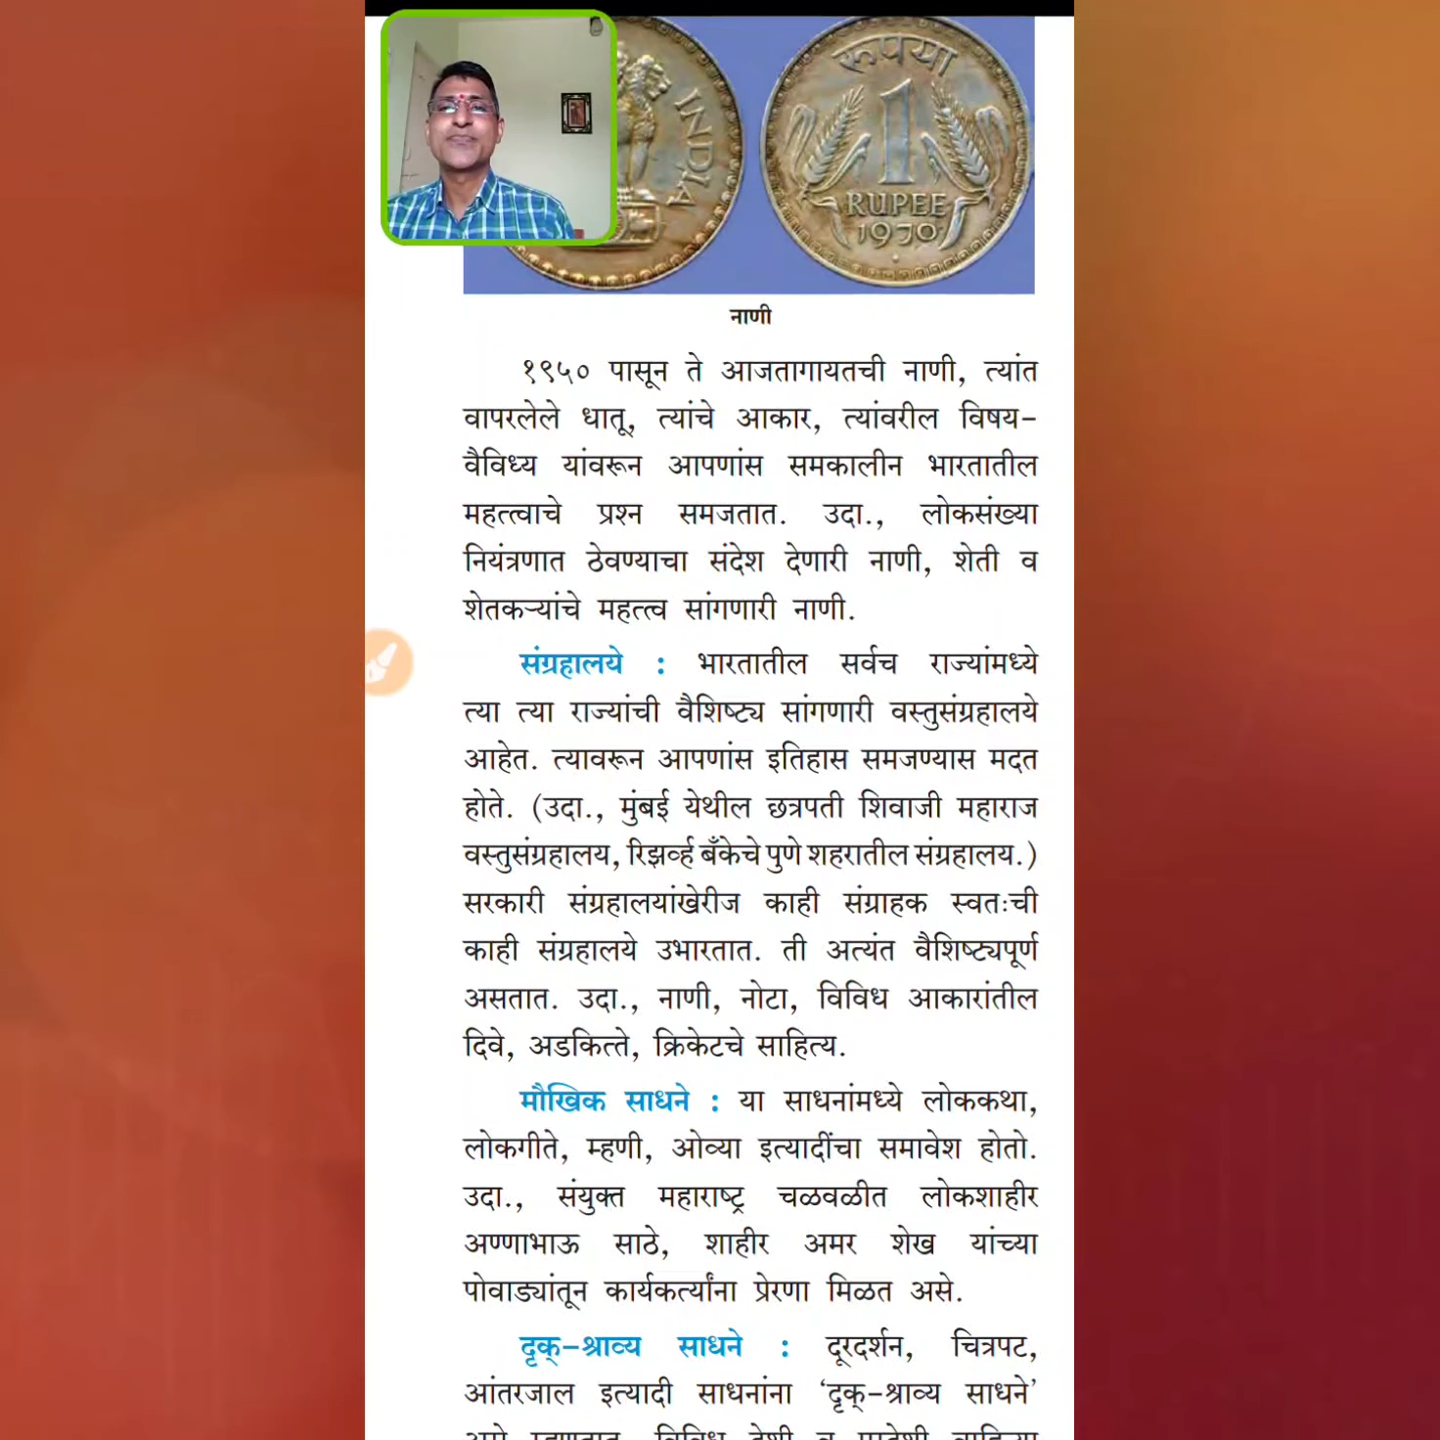 INDIA
रूपया
1
RUPEE
1970
नाणी
१९५० पासून ते आजतागायतची नाणी, त्यांत
वापरलेले धातू, त्यांचे आकार, त्यांवरील विषय-
वैविध्य यांवरून आपणांस समकालीन भारतातील
महत्त्वाचे प्रश्न समजतात. उदा., लोकसंख्या
नियंत्रणात ठेवण्याचा संदेश देणारी नाणी, शेती व
शेतकऱ्यांचे महत्त्व सांगणारी नाणी.
संग्रहालये : भारतातील सर्वच राज्यांमध्ये
त्या त्या राज्यांची वैशिष्ट्य सांगणारी वस्तुसंग्रहालये
आहेत. त्यावरून आपणांस इतिहास समजण्यास मदत
होते. (उदा., मुंबई येथील छत्रपती शिवाजी महाराज
वस्तुसंग्रहालय, रिझर्व्ह बँकेचे पुणे शहरातील संग्रहालय.)
सरकारी संग्रहालयांखेरीज काही संग्राहक स्वतःची
काही संग्रहालये उभारतात. ती अत्यंत वैशिष्ट्यपूर्ण
असतात. उदा., नाणी, नोटा, विविध आकारांतील
दिवे, अडकित्ते, क्रिकेटचे साहित्य.
मौखिक साधने : या साधनांमध्ये लोककथा,
लोकगीते, म्हणी, ओव्या इत्यादींचा समावेश होतो.
उदा., संयुक्त महाराष्ट्र चळवळीत लोकशाहीर
अण्णाभाऊ साठे, शाहीर अमर शेख यांच्या
पोवाड्यांतून कार्यकर्त्यांना प्रेरणा मिळत असे.
दृक्-श्राव्य साधने : दूरदर्शन, चित्रपट,
आंतरजाल इत्यादी साधनांना ‘दृक्-श्राव्य साधने’